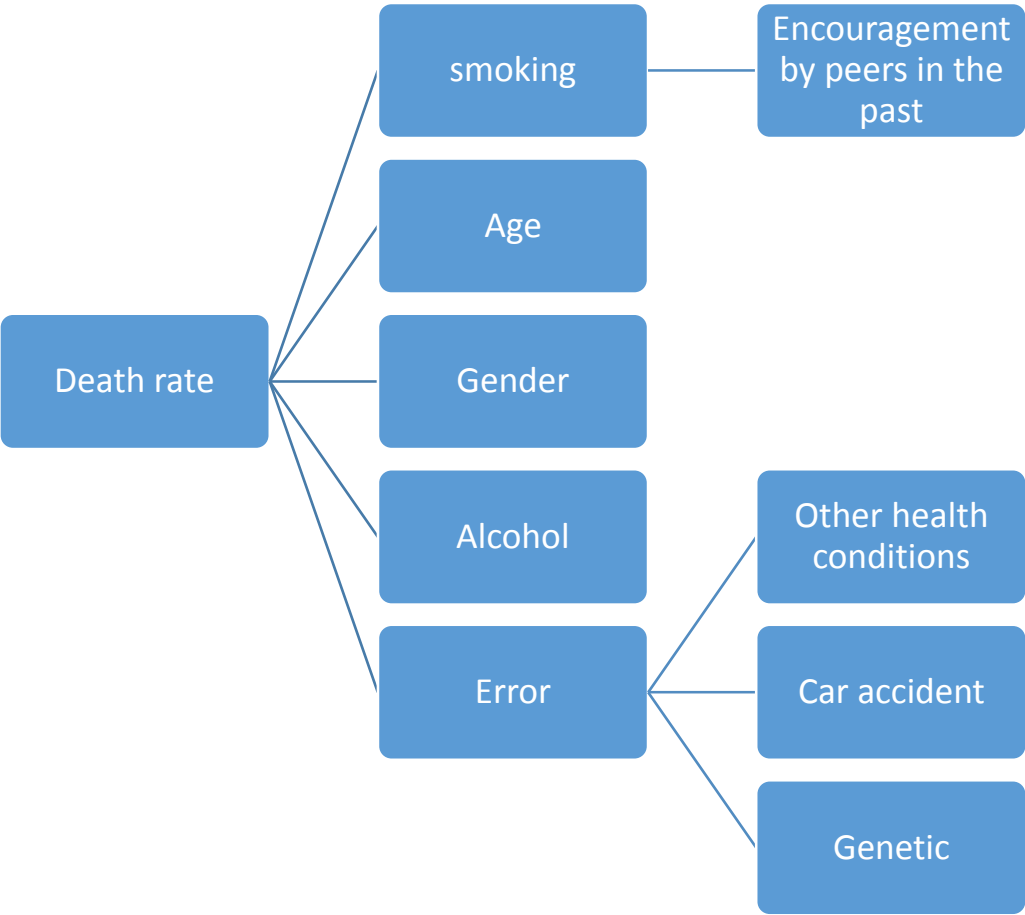 smoking
Encouragement
by peers in the
past
Age
Death rate
Gender
Alcohol
Other health
conditions
Error
Car accident
Genetic